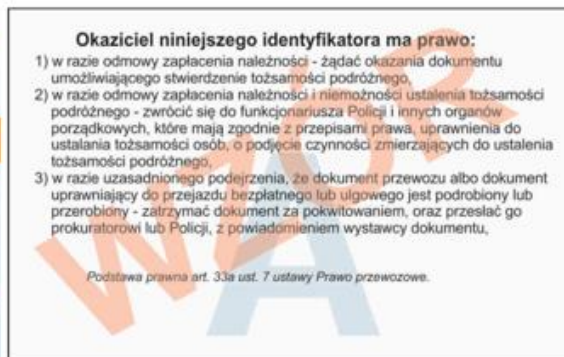 Okaziciel niniejszego identyfikatora ma prawo:
1) w razie odmowy zapłacenia należności - żądać okazania dokumentu
umożliwiającego stwierdzenie tożsamości podróżnego,
2) w razie odmowy zapłacenia należności i niemożności ustalenia tożsamości
podróżnego - zwrócić się do funkcjonariusza Policji i innych organów
porządkowych, które mają zgodnie z przepisami prawa, uprawnienia do
ustalania tożsamości osób, o podjęcie czynności zmierzających do ustalenia
tożsamości podróżnego,
3) w razie uzasadnionego podejrzenia, że dokument przewozu albo dokument
uprawniający do przejazdu bezpłatnego lub ulgowego jest podrobiony lub
przerobiony - zatrzymać dokument za pokwitowaniem, oraz przesłać go
prokuratorowi lub Policji, z powiadomieniem wystawcy dokumentu,
Podstawa prawna art. 33a ust. 7 ustawy Prawo przewozowe.
WZÓR
A